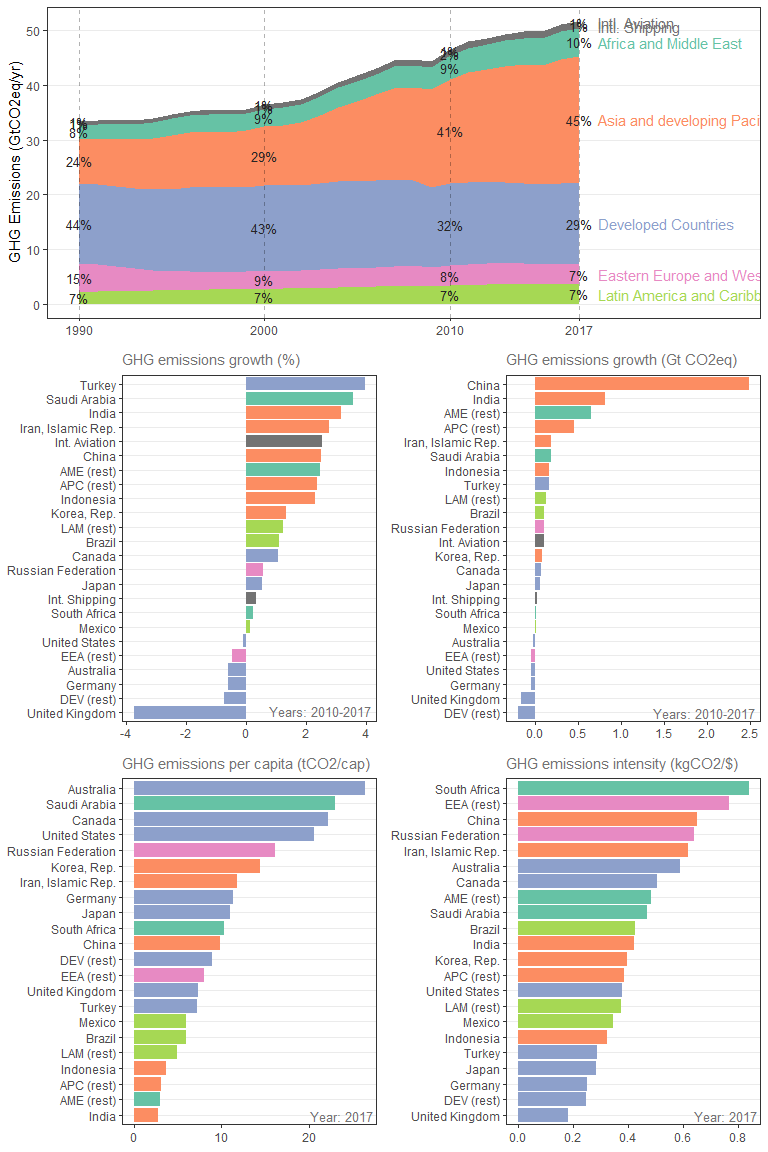 GHG Emissions (GtCO2eq/yr)
50
40
30
20
10
0
1990
2000
2010
2017
1%
1%
8%
24%
44%
15%
7%
1%
1%
9%
29%
43%
9%
7%
1%
2%
9%
41%
32%
8%
7%
1%
1%
10%
45%
29%
7%
7%
Intl. Aviation
Intl. Shipping
Africa and Middle East
Asia and developing Paci
Developed Countries
Eastern Europe and Wes
Latin America and Caribb
GHG emissions growth (%)
Turkey
Saudi Arabia
India
Iran, Islamic Rep.
Int. Aviation
China
AME (rest)
APC (rest)
Indonesia
Korea, Rep.
LAM (rest)
Brazil
Canada
Russian Federation
Japan
Int. Shipping
South Africa
Mexico
United States
EEA (rest)
Australia
Germany
DEV (rest)
United Kingdom
Years: 2010-2017
-4 -2 0 2 4
GHG emissions growth (Gt CO2eq)
China
India
AME (rest)
APC (rest)
Iran, Islamic Rep.
Saudi Arabia
Indonesia
Turkey
LAM (rest)
Brazil
Russian Federation
Int. Aviation
Korea, Rep.
Canada
Japan
Int. Shipping
South Africa
Mexico
Australia
EEA (rest)
United States
Germany
United Kingdom
DEV (rest)
Years: 2010-2017
0.0 0.5 1.0 1.5 2.0 2.5
GHG emissions per capita (tCO2/cap)
Australia
Saudi Arabia
Canada
United States
Russian Federation
Korea, Rep.
Iran, Islamic Rep.
Germany
Japan
South Africa
China
DEV (rest)
EEA (rest)
United Kingdom
Turkey
Mexico
Brazil
LAM (rest)
Indonesia
APC (rest)
AME (rest)
India
Year: 2017
0 10 20
GHG emissions intensity (kgCO2/$)
South Africa
EEA (rest)
China
Russian Federation
Iran, Islamic Rep.
Australia
Canada
AME (rest)
Saudi Arabia
Brazil
India
Korea, Rep.
APC (rest)
United States
LAM (rest)
Mexico
Indonesia
Turkey
Japan
Germany
DEV (rest)
United Kingdom
Year: 2017
0.0 0.2 0.4 0.6 0.8